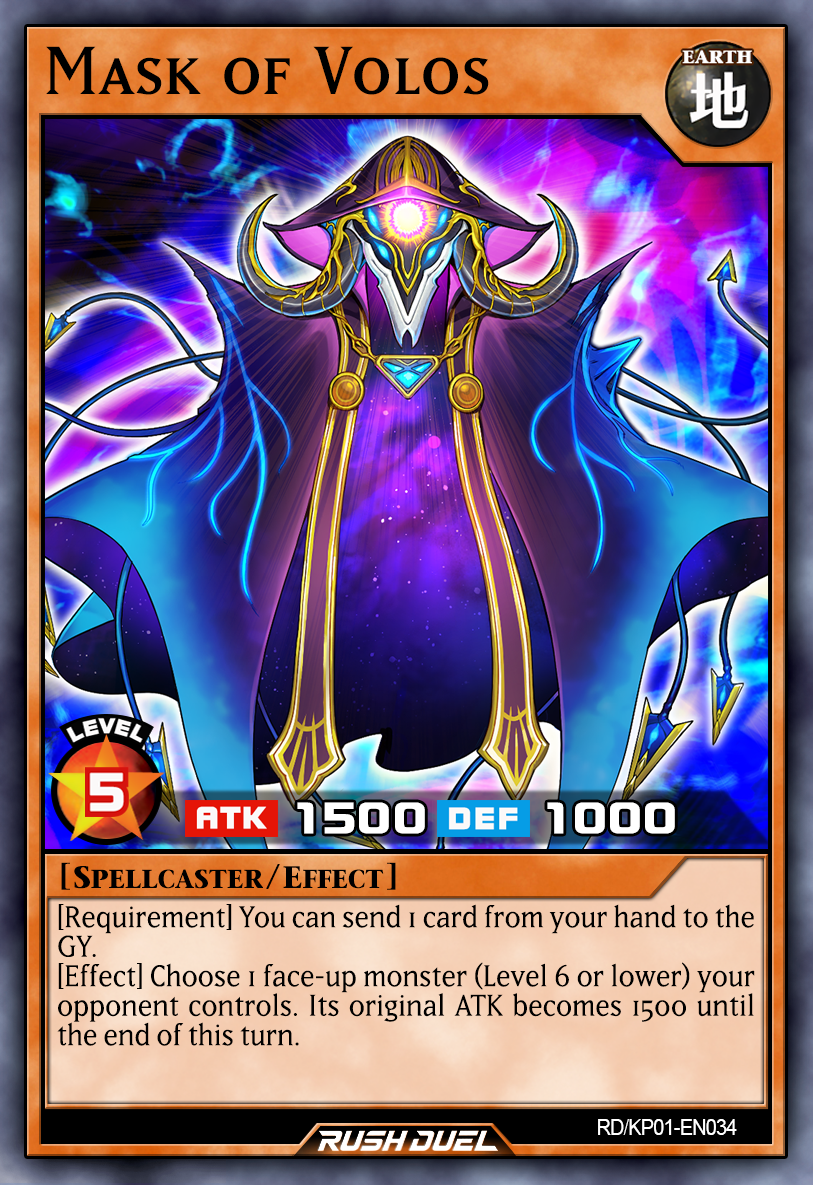 MASK OF VOLOS
EARTH
地
LEVEL
5
ATK 1500 DEF 1000
[SPELLCASTER/EFFECT]
[Requirement] You can send 1 card from your hand to the
GY.
[Effect] Choose 1 face-up monster (Level 6 or lower) your
opponent controls. Its original ATK becomes 1500 until
the end of this turn.
RD/KP01-EN034
RUSH DUEL